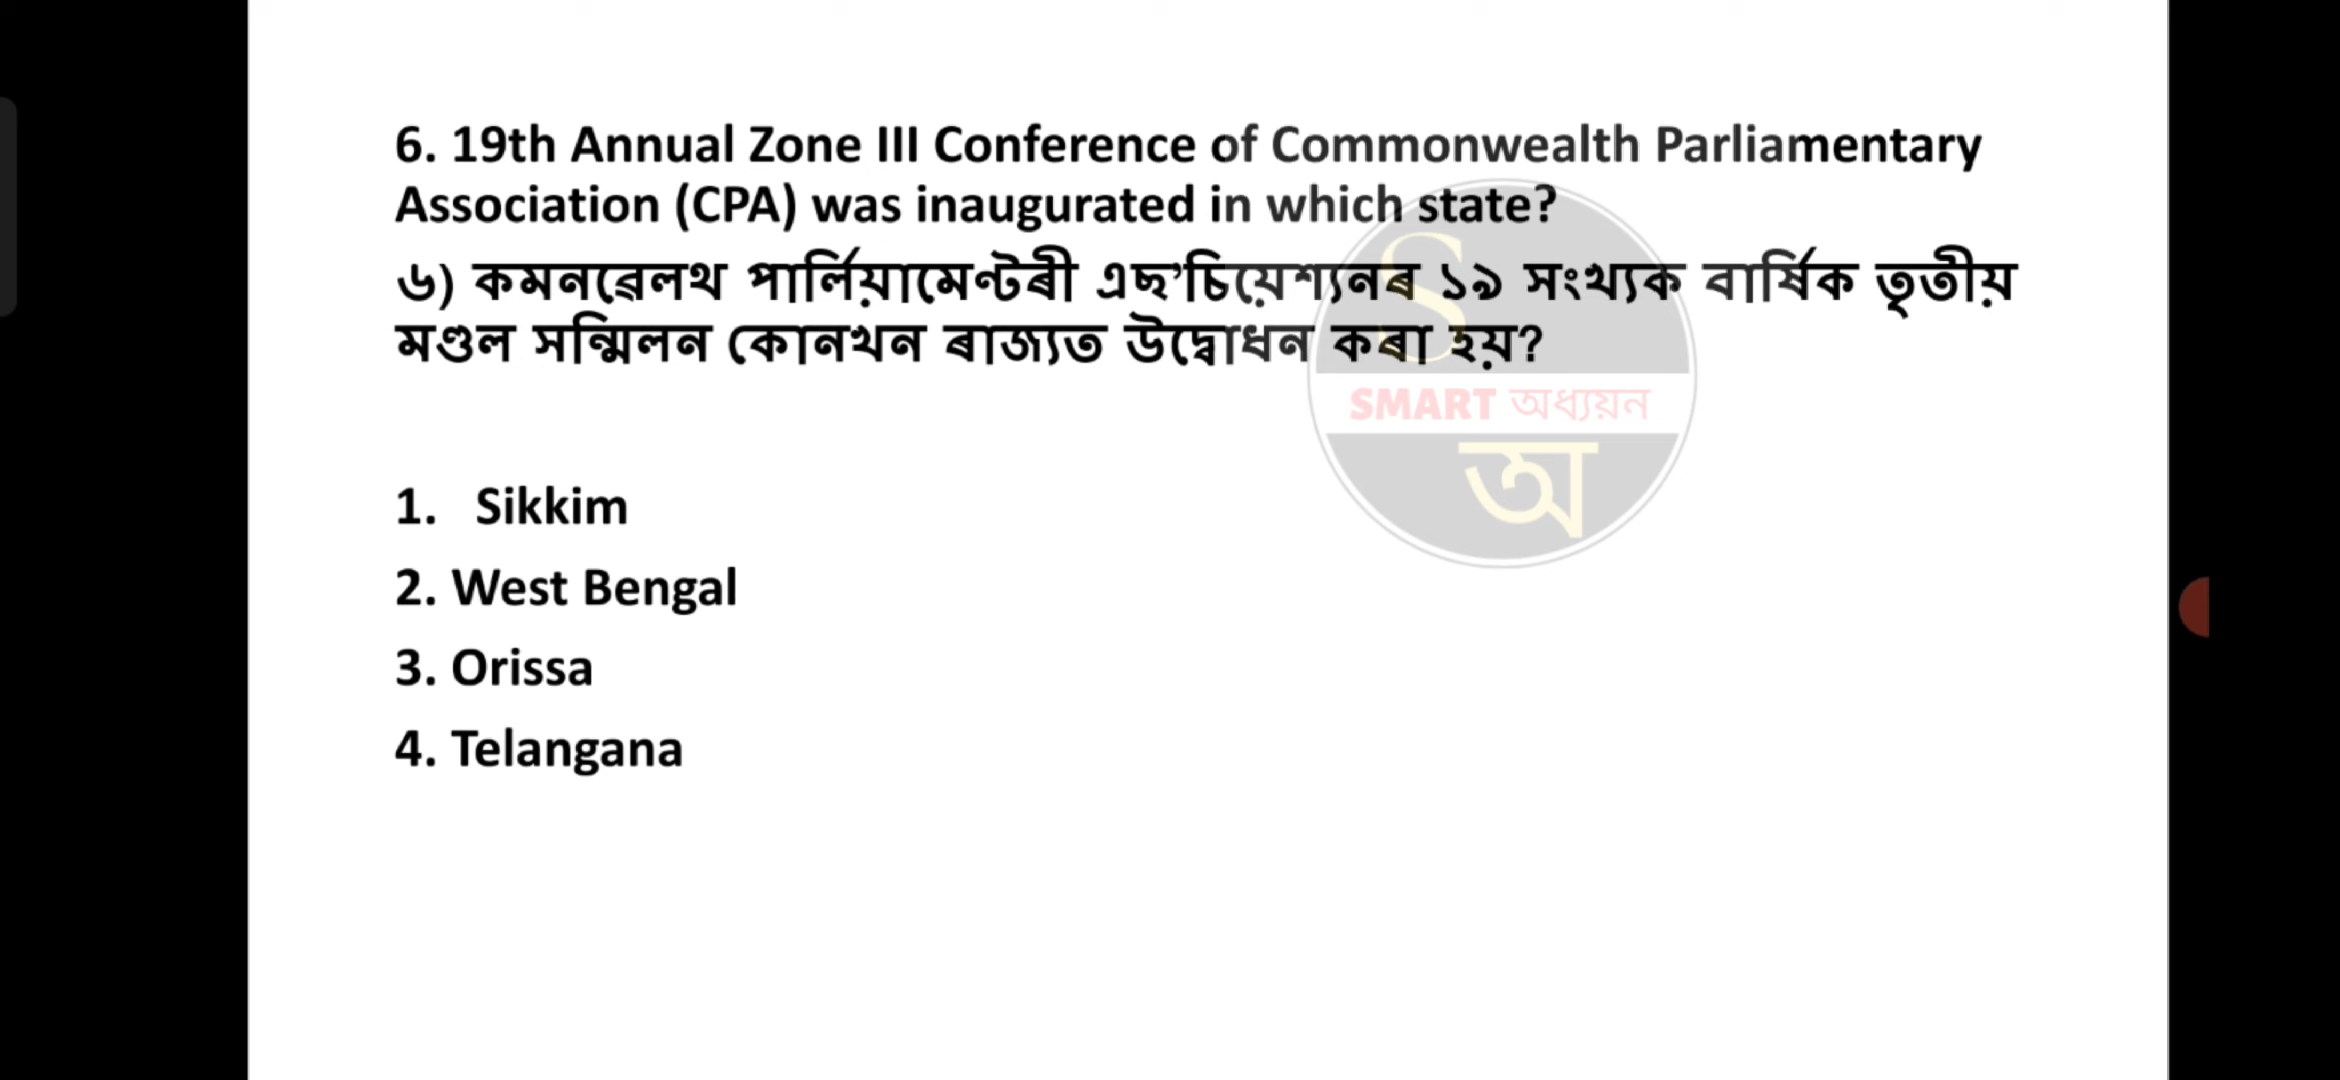 6. 19th Annual Zone III Conference of Commonwealth Parliamentary
Association (CPA) was inaugurated in which state?
৬) কমনৱেলথ পাৰ্লিয়ামেণ্টৰী এছ’চিয়েশ্যনৰ ১৯ সংখ্যক বাৰ্ষিক তৃতীয়
মণ্ডল সন্মিলন কোনখন ৰাজ্যত উদ্বোধন কৰা হয়?
S
SMART অধ্যয়ন
অ
1. Sikkim
2. West Bengal
3. Orissa
4. Telangana